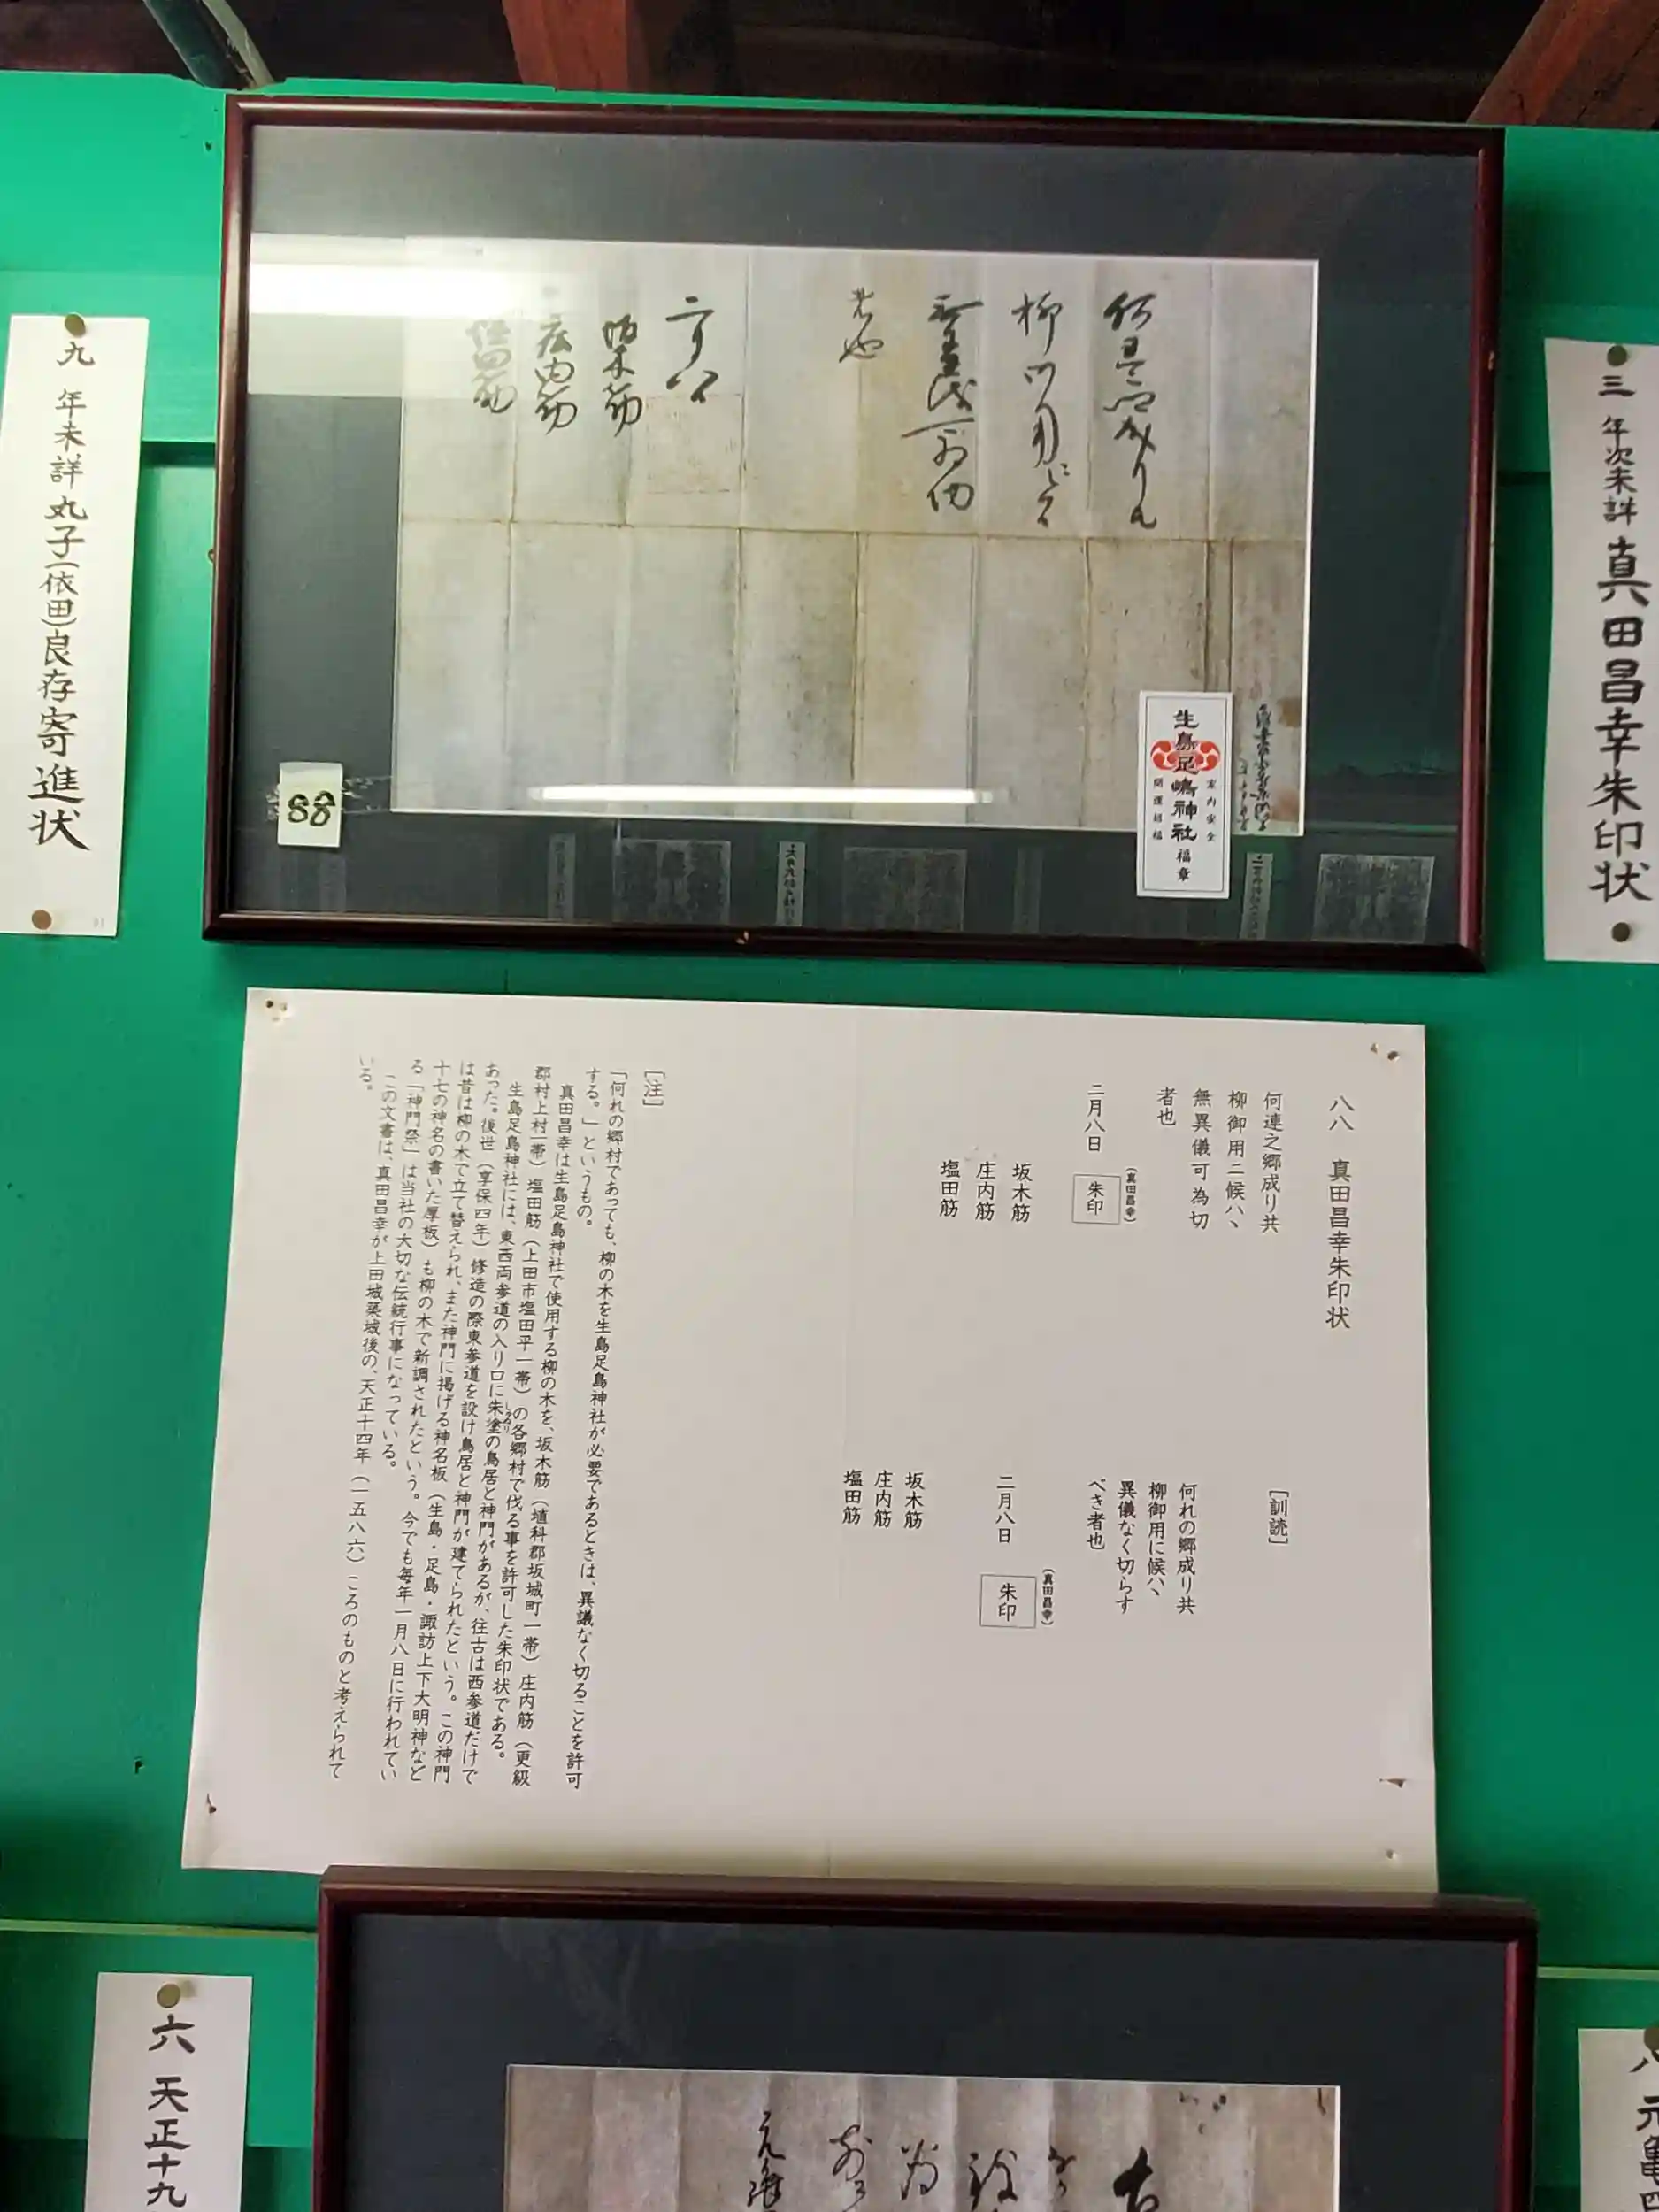 三 年次未詳 真田昌幸朱印状
生島足嶋神社 福章
家内安全
開運招福
88
九 年未詳 丸子(依田)良存寄進状
八八 真田昌幸朱印状
何連之郷成り共
柳御用ニ候ハヽ
無異儀可為切
者也
二月八日
(真田昌幸)
朱印
坂木筋
庄内筋
塩田筋
[訓読]
何れの郷成り共
柳御用に候ハヽ
異儀なく切らす
べき者也
二月八日
(真田昌幸)
朱印
坂木筋
庄内筋
塩田筋
[注]
「何れの郷村であっても、柳の木を生島足島神社が必要であるときは、異議なく切ることを許可
する。」というもの。
真田昌幸は生島足島神社で使用する柳の木を、坂木筋(埴科郡坂城町一帯)庄内筋(更級
郡村上村一帯)塩田筋(上田市塩田平一帯)の各郷村で伐る事を許可した朱印状である。
生島足島神社には、東西両参道の入り口に朱塗の鳥居と神門があるが、往古は西参道だけで
あった。後世(享保四年)修造の際東参道を設け鳥居と神門が建てられたという。この神門
は昔は柳の木で立て替えられ、また神門に掲げる神名板(生島・足島・諏訪上下大明神など
十七の神名の書いた厚板)も柳の木で新調されたという。今でも毎年一月八日に行われてい
る「神門祭」は当社の大切な伝統行事になっている。
この文書は、真田昌幸が上田城築城後の、天正十四年(一五八六)ころのものと考えられて
いる。
六 天正十九
元亀四